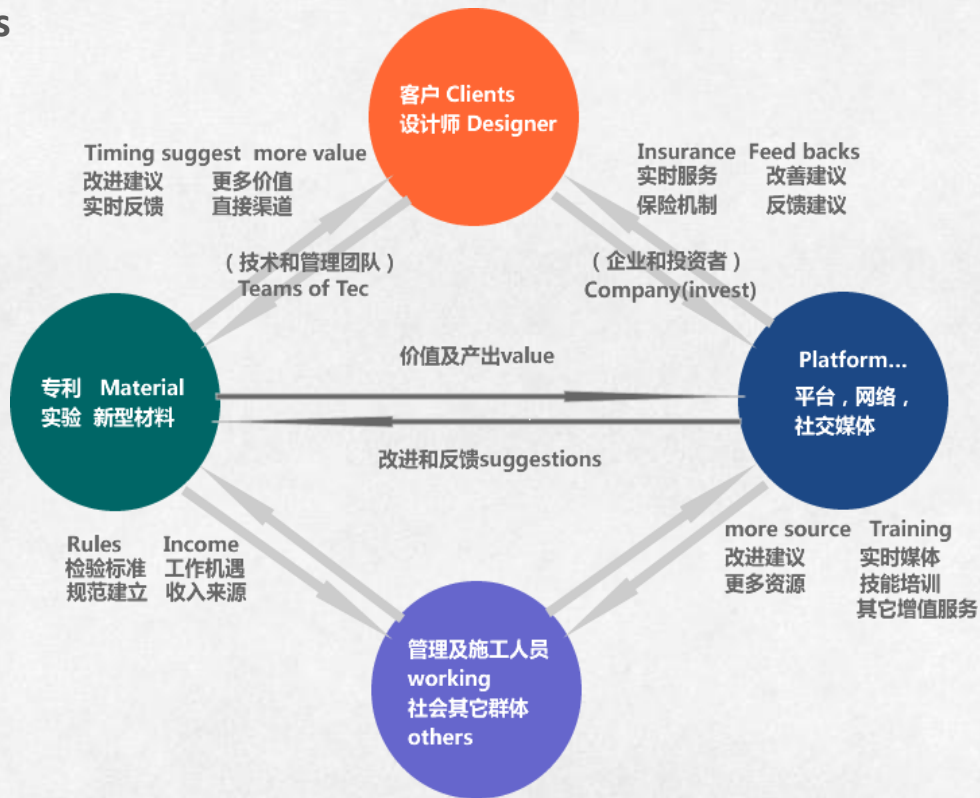 s
客户 Clients
设计师 Designer
Timing suggest more value
改进建议 更多价值
实时反馈 直接渠道
Insurance Feed backs
实时服务 改善建议
保险机制 反馈建议
（技术和管理团队）
Teams of Tec
（企业和投资者）
Company(invest)
专利 Material
实验 新型材料
价值及产出value
改进和反馈suggestions
Platform...
平台，网络，
社交媒体
Rules Income
检验标准 工作机遇
规范建立 收入来源
more source Training
改进建议 实时媒体
更多资源 技能培训
其它增值服务
管理及施工人员
working
社会其它群体
others